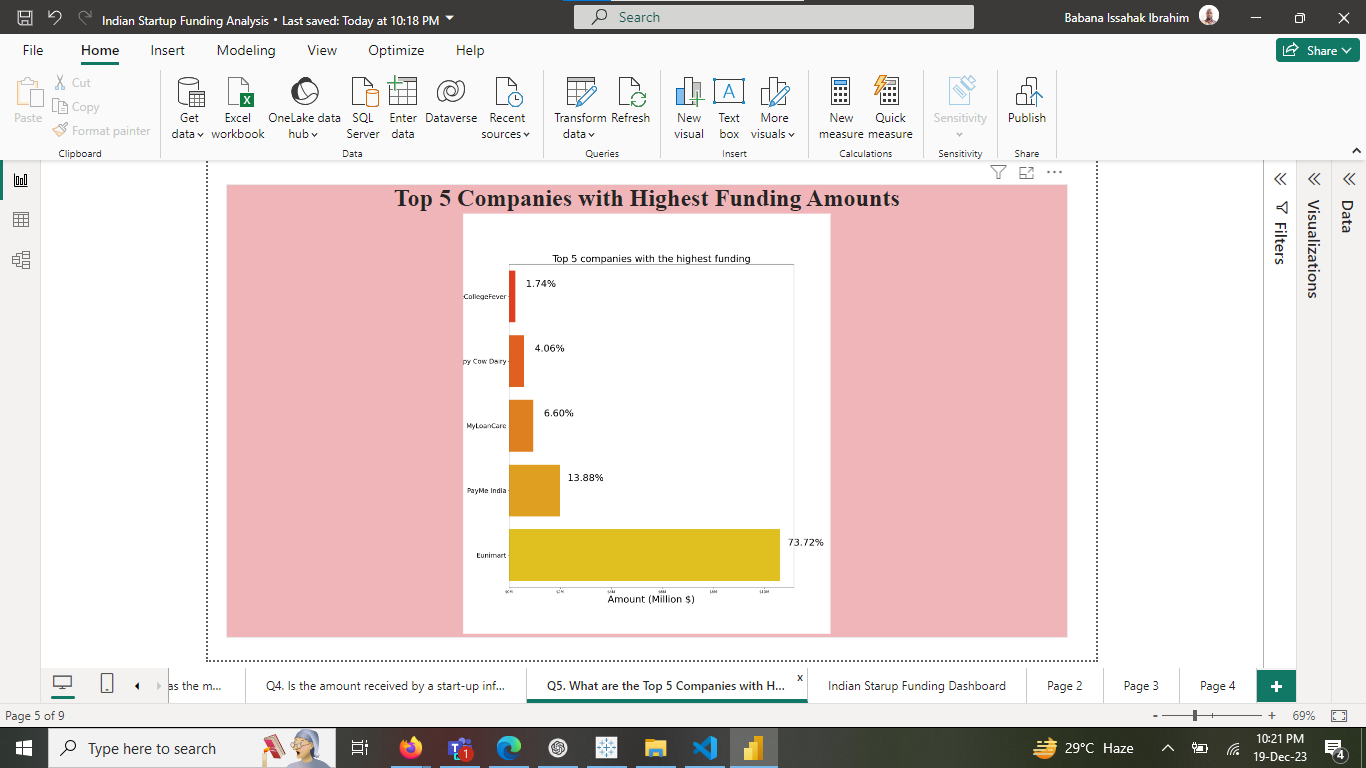 Indian Startup Funding Analysis • Last saved: Today at 10:18 PM
Search
Babana Issahak Ibrahim
File
Home
Insert
Modeling
View
Optimize
Help
Share
Paste
Cut
Copy
Format painter
Clipboard
Get data
Excel workbook
OneLake data hub
SQL Server
Enter data
Dataverse
Recent sources
Data
Transform data
Refresh
Queries
New visual
Text box
More visuals
Insert
New measure
Quick measure
Calculations
Sensitivity
Sensitivity
Publish
Share
Top 5 Companies with Highest Funding Amounts
Top 5 companies with the highest funding
CollegeFever
1.74%
py Cow Dairy
4.06%
MyLoanCare
6.60%
PayMe India
13.88%
Eunimart
73.72%
Amount (Million $)
Filters
Visualizations
Data
as the m...
Q4. Is the amount received by a start-up inf...
Q5. What are the Top 5 Companies with H...
x
Indian Starup Funding Dashboard
Page 2
Page 3
Page 4
+
Page 5 of 9
- + 69%
Type here to search
1
29°C Haze
10:21 PM
19-Dec-23
4